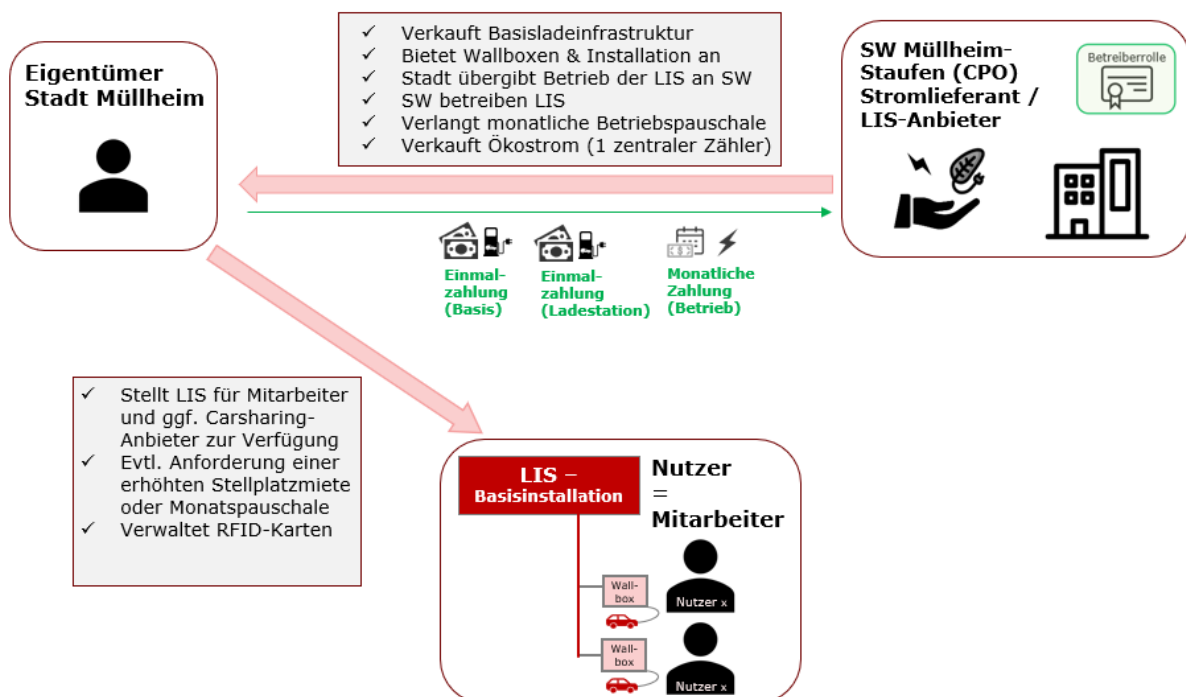 Eigentümer
Stadt Müllheim
✓ Verkauft Basisladeinfrastruktur
✓ Bietet Wallboxen & Installation an
✓ Stadt übergibt Betrieb der LIS an SW
✓ SW betreiben LIS
✓ Verlangt monatliche Betriebspauschale
✓ Verkauft Ökostrom (1 zentraler Zähler)
SW Müllheim-
Staufen (CPO)
Stromlieferant /
LIS-Anbieter
Betreiberrolle
Einmal-
zahlung
(Basis)
Einmal-
zahlung
(Ladestation)
Monatliche
Zahlung
(Betrieb)
✓ Stellt LIS für Mitarbeiter
und ggf. Carsharing-
Anbieter zur Verfügung
✓ Evtl. Anforderung einer
erhöhten Stellplatzmiete
oder Monatspauschale
✓ Verwaltet RFID-Karten
LIS –
Basisinstallation
Nutzer
=
Mitarbeiter
Wall-
box
Nutzer x
Wall-
box
Nutzer x